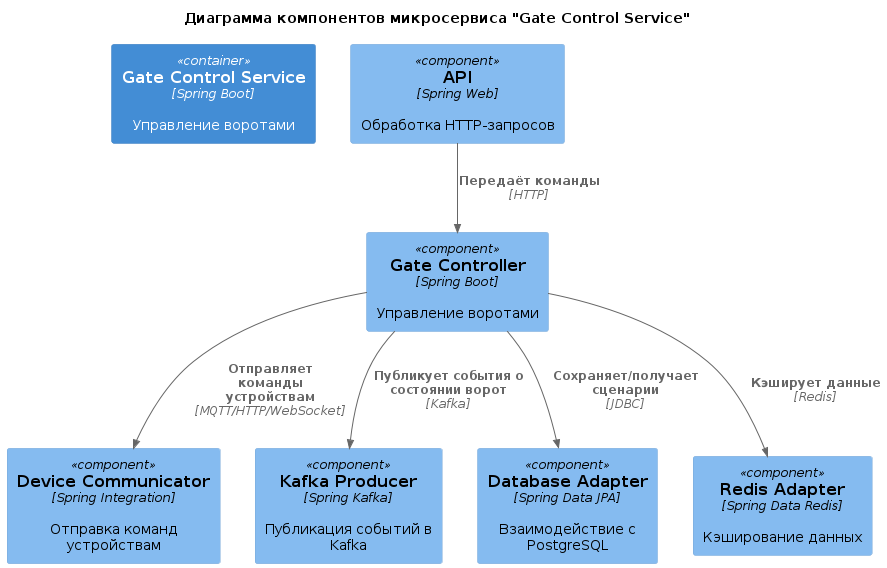 Диаграмма компонентов микросервиса "Gate Control Service"
«container»
Gate Control Service
[Spring Boot]
Управление воротами
«component»
API
[Spring Web]
Обработка HTTP-запросов
Передаёт команды
[HTTP]
«component»
Gate Controller
[Spring Boot]
Управление воротами
Отправляет
команды
устройствам
[MQTT/HTTP/WebSocket]
Публикует события о
состоянии ворот
[Kafka]
Сохраняет/получает
сценарии
[JDBC]
Кэширует данные
[Redis]
«component»
Device Communicator
[Spring Integration]
Отправка команд
устройствам
«component»
Kafka Producer
[Spring Kafka]
Публикация событий в
Kafka
«component»
Database Adapter
[Spring Data JPA]
Взаимодействие с
PostgreSQL
«component»
Redis Adapter
[Spring Data Redis]
Кэширование данных